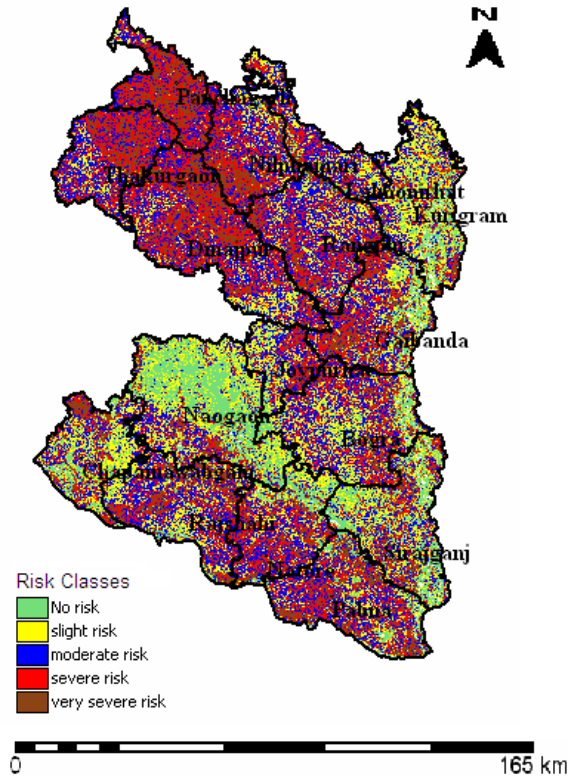 N
Panchagarh
Nilphamari
Thakurgaon
Lalmonirhat
Kurigram
Dinajpur
Rangpur
Gaibanda
Joypurhat
Naogaon
Bogra
Rajshahi
Sirajganj
Natore
Pabna
Risk Classes
No risk
slight risk
moderate risk
severe risk
very severe risk
0 165 km